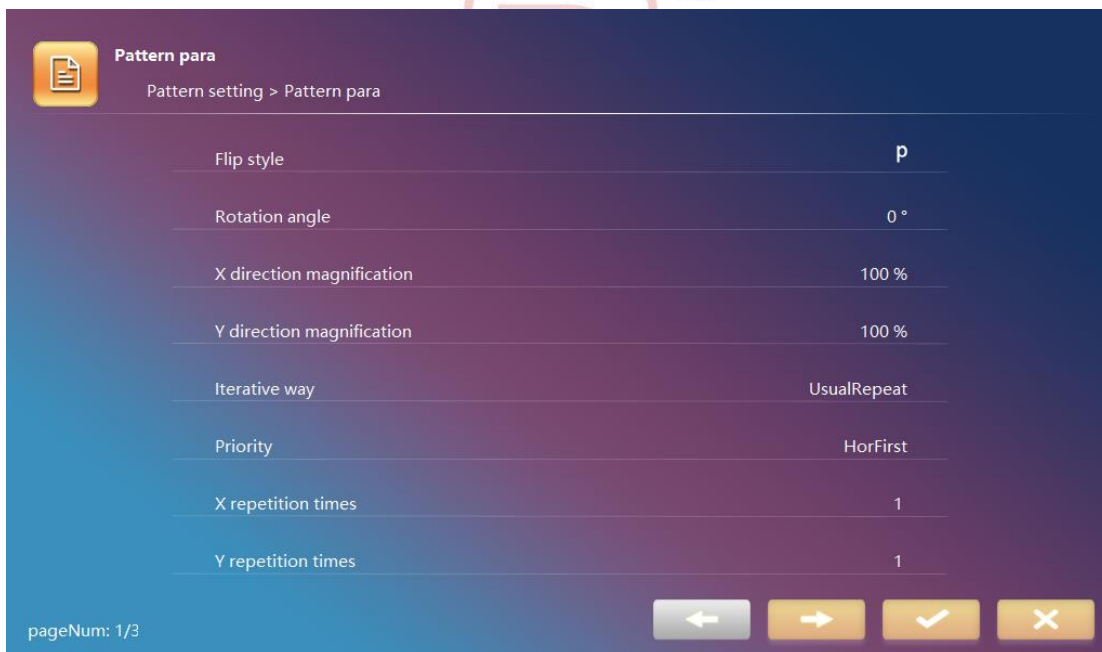 Pattern para
Pattern setting > Pattern para
Flip style p
Rotation angle 0 °
X direction magnification 100 %
Y direction magnification 100 %
Iterative way UsualRepeat
Priority HorFirst
X repetition times 1
Y repetition times 1
pageNum: 1/3